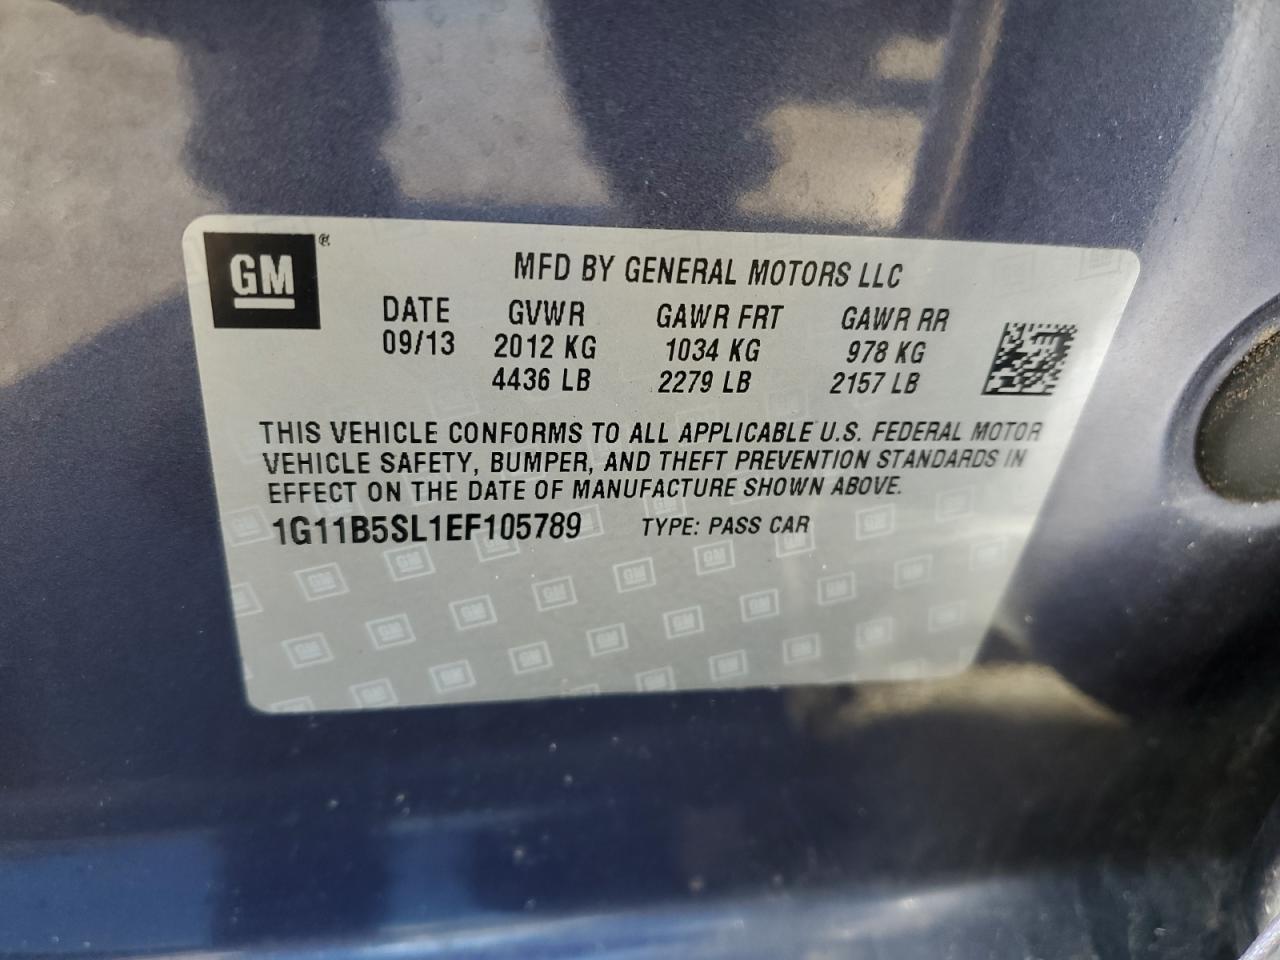 GM®
MFD BY GENERAL MOTORS LLC
DATE GVWR GAWR FRT GAWR RR
09/13 2012 KG 1034 KG 978 KG
4436 LB 2279 LB 2157 LB
THIS VEHICLE CONFORMS TO ALL APPLICABLE U.S. FEDERAL MOTOR
VEHICLE SAFETY, BUMPER, AND THEFT PREVENTION STANDARDS IN
EFFECT ON THE DATE OF MANUFACTURE SHOWN ABOVE.
1G11B5SL1EF105789 TYPE: PASS CAR